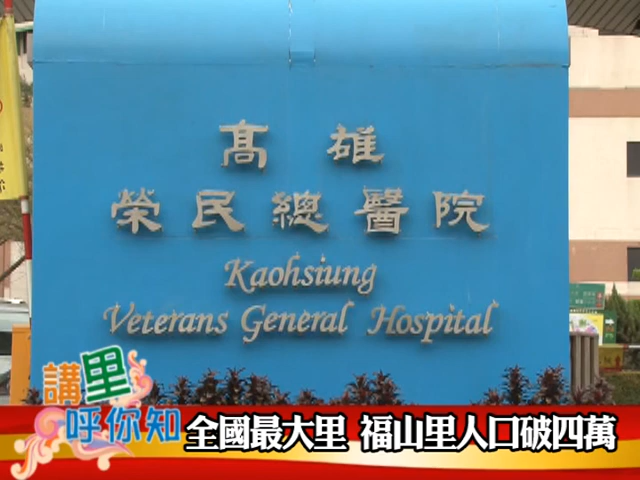 高雄
榮民總醫院
Kaohsiung
Veterans General Hospital
講里
呼你知
全國最大里 福山里人口破四萬